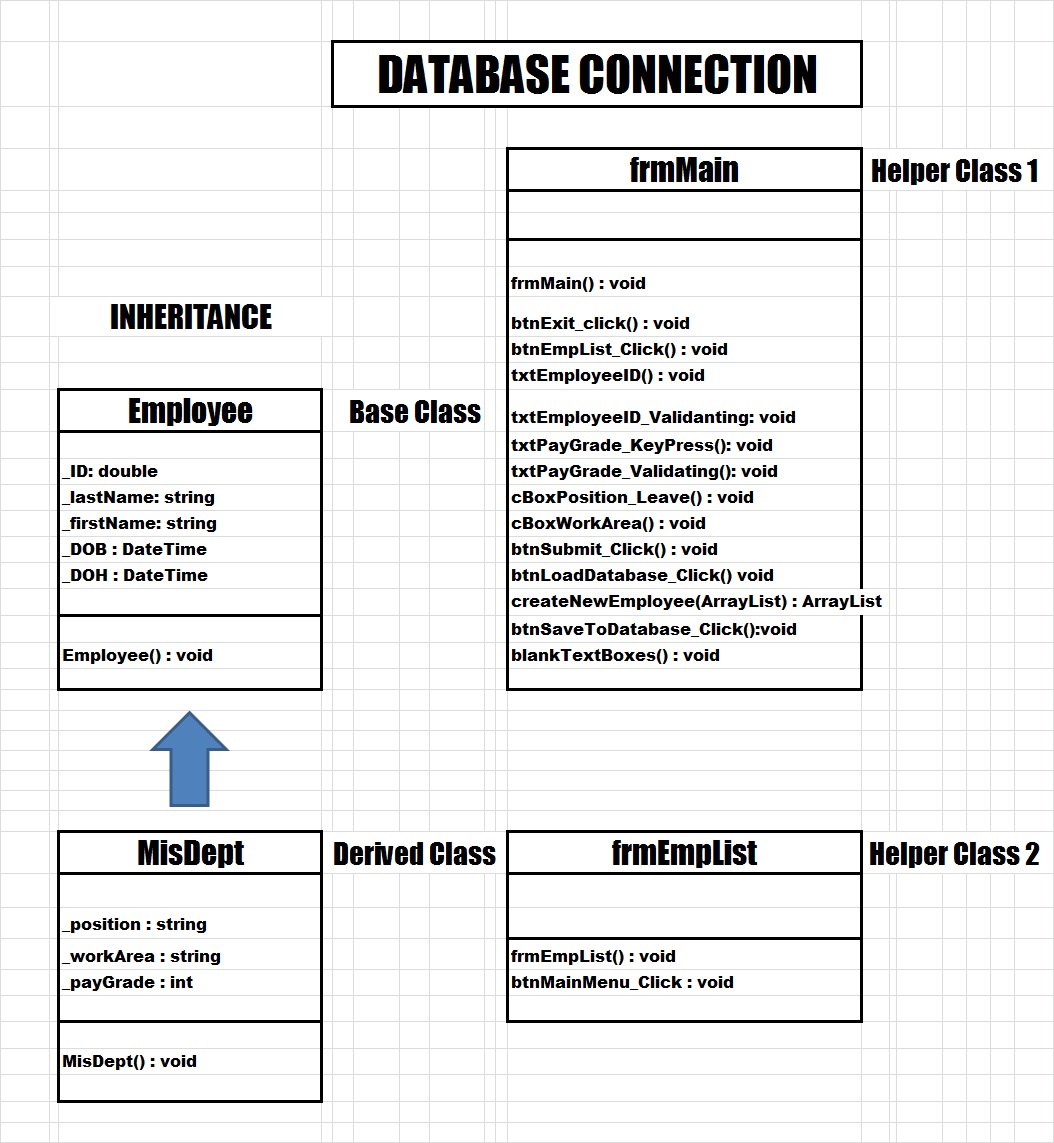 DATABASE CONNECTION
frmMain
Helper Class 1
frmMain() : void
btnExit_click() : void
btnEmpList_Click() : void
txtEmployeeID() : void
txtEmployeeID_Validanting: void
txtPayGrade_KeyPress(): void
txtPayGrade_Validating(): void
cBoxPosition_Leave() : void
cBoxWorkArea() : void
btnSubmit_Click() : void
btnLoadDatabase_Click() void
createNewEmployee(ArrayList) : ArrayList
btnSaveToDatabase_Click():void
blankTextBoxes() : void
INHERITANCE
Employee
Base Class
_ID: double
_lastName: string
_firstName: string
_DOB : DateTime
_DOH : DateTime
Employee() : void
MisDept
Derived Class
_position : string
_workArea : string
_payGrade : int
MisDept() : void
frmEmpList
Helper Class 2
frmEmpList() : void
btnMainMenu_Click : void